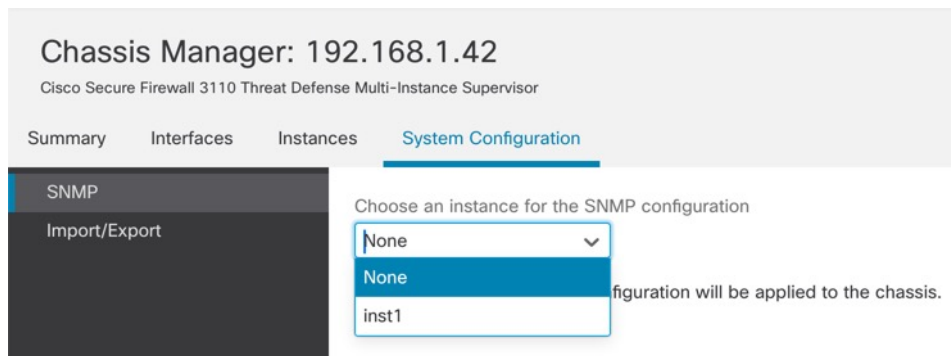 Chassis Manager: 192.168.1.42
Cisco Secure Firewall 3110 Threat Defense Multi-Instance Supervisor
Summary Interfaces Instances System Configuration
SNMP
Import/Export
Choose an instance for the SNMP configuration
None
None
inst1
figuration will be applied to the chassis.